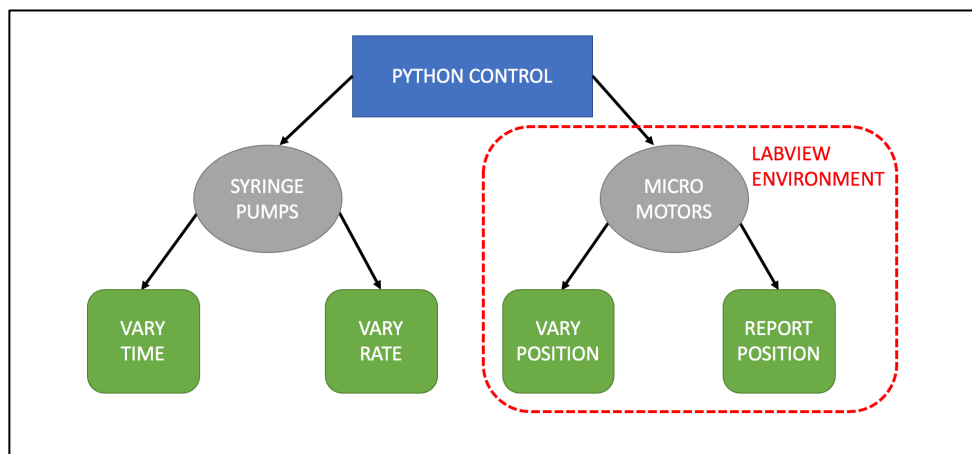 PYTHON CONTROL
LABVIEW
ENVIRONMENT
SYRINGE
PUMPS
MICRO
MOTORS
VARY
TIME
VARY
RATE
VARY
POSITION
REPORT
POSITION